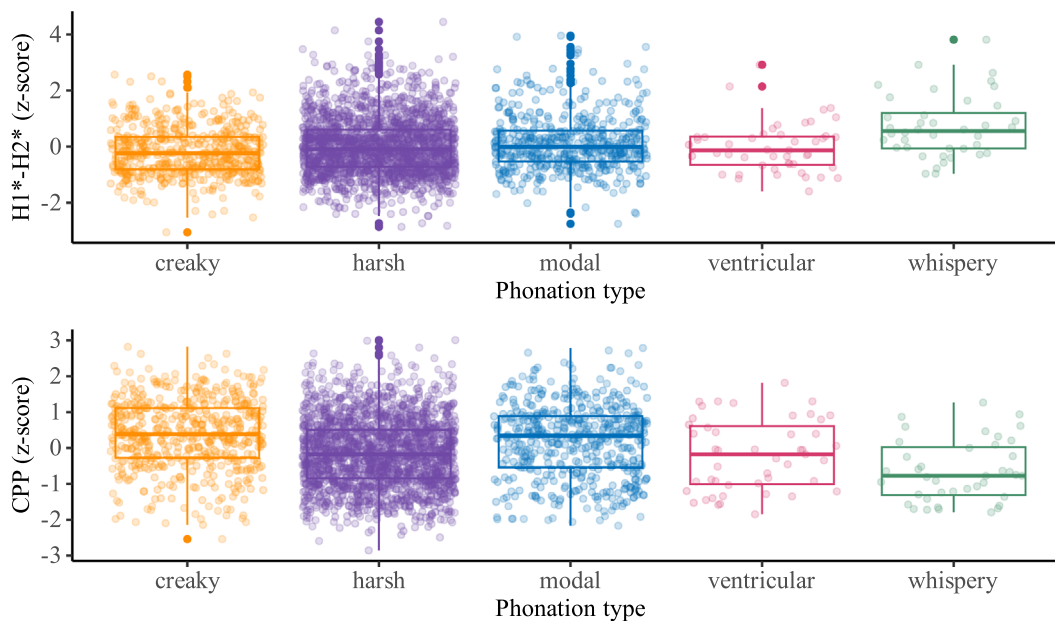 H1*-H2* (z-score)
4
2
0
-2
creaky harsh modal ventricular whispery
Phonation type
CPP (z-score)
3
2
1
0
-1
-2
-3
creaky harsh modal ventricular whispery
Phonation type